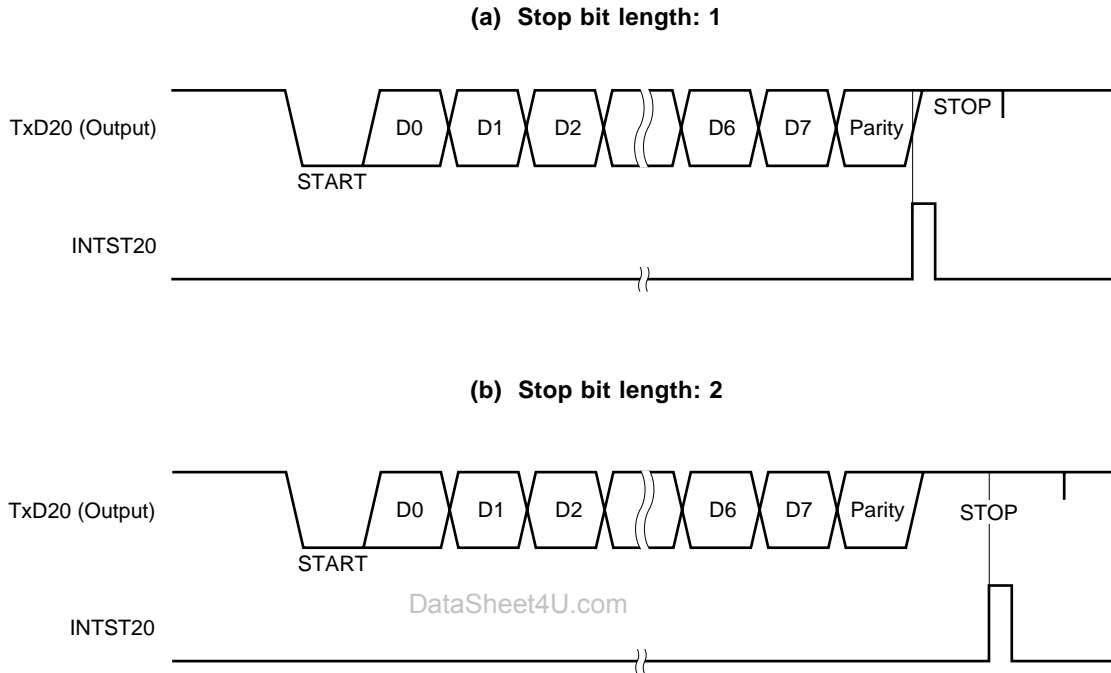 (a) Stop bit length: 1
TxD20 (Output)
D0 D1 D2 D6 D7 Parity STOP
START
INTST20
(b) Stop bit length: 2
TxD20 (Output)
D0 D1 D2 D6 D7 Parity STOP
START
DataSheet4U.com
INTST20